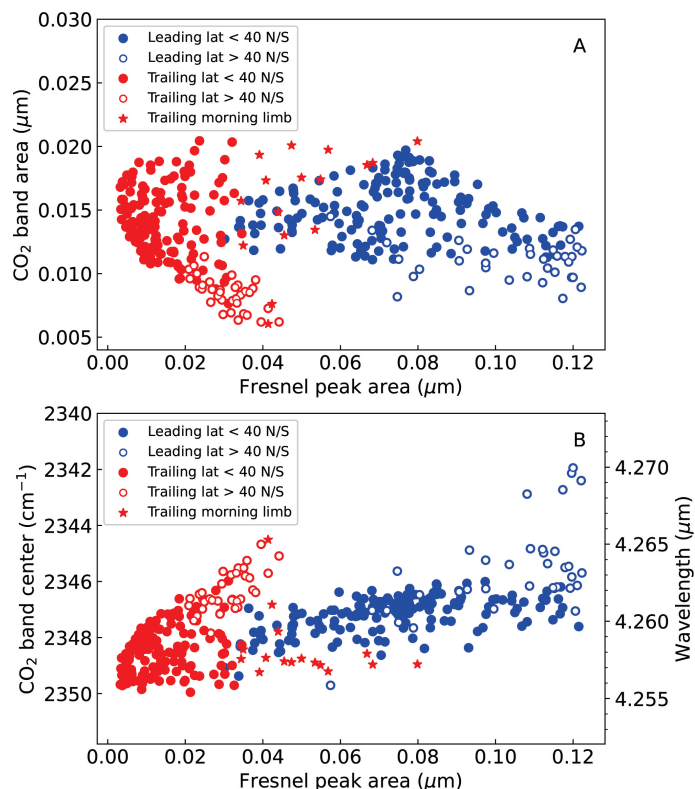 0.030
0.025
0.020
0.015
0.010
0.005
CO₂ band area (μm)
Leading lat < 40 N/S
Leading lat > 40 N/S
Trailing lat < 40 N/S
Trailing lat > 40 N/S
Trailing morning limb
A
0.00 0.02 0.04 0.06 0.08 0.10 0.12
Fresnel peak area (μm)
2340
2342
2344
2346
2348
2350
CO₂ band center (cm⁻¹)
Leading lat < 40 N/S
Leading lat > 40 N/S
Trailing lat < 40 N/S
Trailing lat > 40 N/S
Trailing morning limb
B
4.270
4.265
4.260
4.255
Wavelength (μm)
0.00 0.02 0.04 0.06 0.08 0.10 0.12
Fresnel peak area (μm)